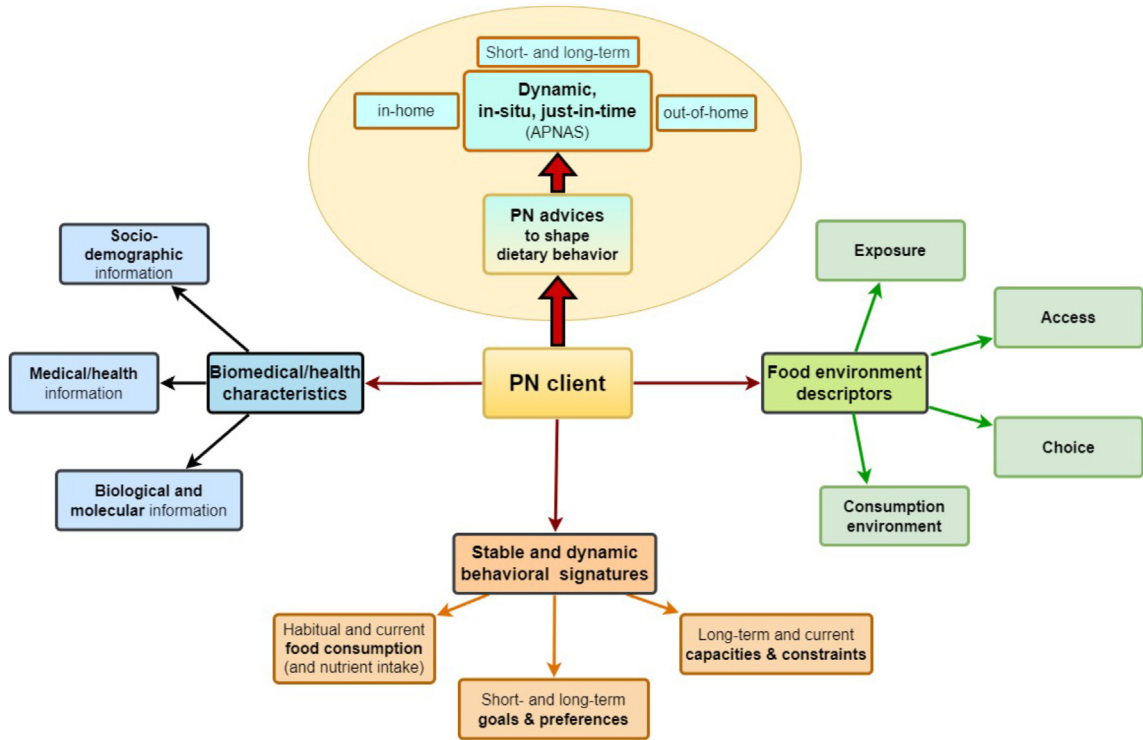 Short- and long-term
Dynamic,
in-situ, just-in-time
(APNAS)
in-home
out-of-home
PN advices
to shape
dietary behavior
Socio-
demographic
information
Medical/health
information
Biological and
molecular information
Biomedical/health
characteristics
PN client
Food environment
descriptors
Exposure
Access
Choice
Consumption
environment
Stable and dynamic
behavioral signatures
Habitual and current
food consumption
(and nutrient intake)
Short- and long-term
goals & preferences
Long-term and current
capacities & constraints